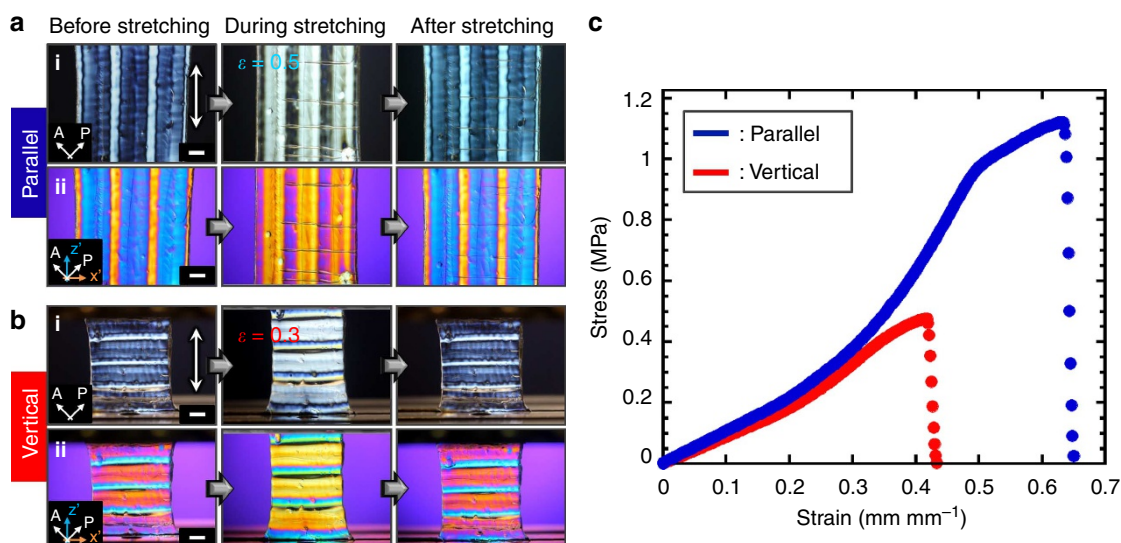 a
Before stretching
During stretching
After stretching
Parallel
i
A P
ε = 0.5
ii
A z' P
x'
b
Vertical
i
A P
ε = 0.3
ii
A z' P
x'
c
Stress (MPa)
1.2
1
0.8
0.6
0.4
0.2
0
: Parallel
: Vertical
0 0.1 0.2 0.3 0.4 0.5 0.6 0.7
Strain (mm mm⁻¹)